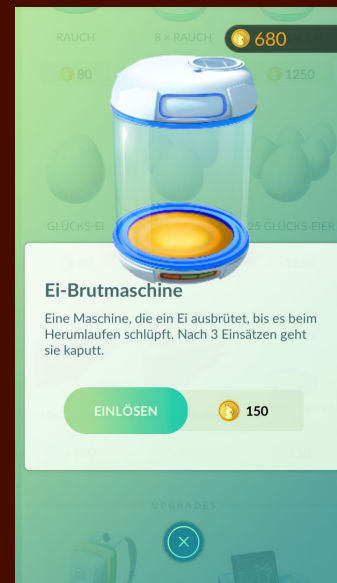 680
RAUCH
8 × RAUCH
80
1250
GLÜCKS-EI
25 GLÜCKS-EIER
Ei-Brutmaschine
Eine Maschine, die ein Ei ausbrütet, bis es beim
Herumlaufen schlüpft. Nach 3 Einsätzen geht
sie kaputt.
EINLÖSEN
150
UPGRADES